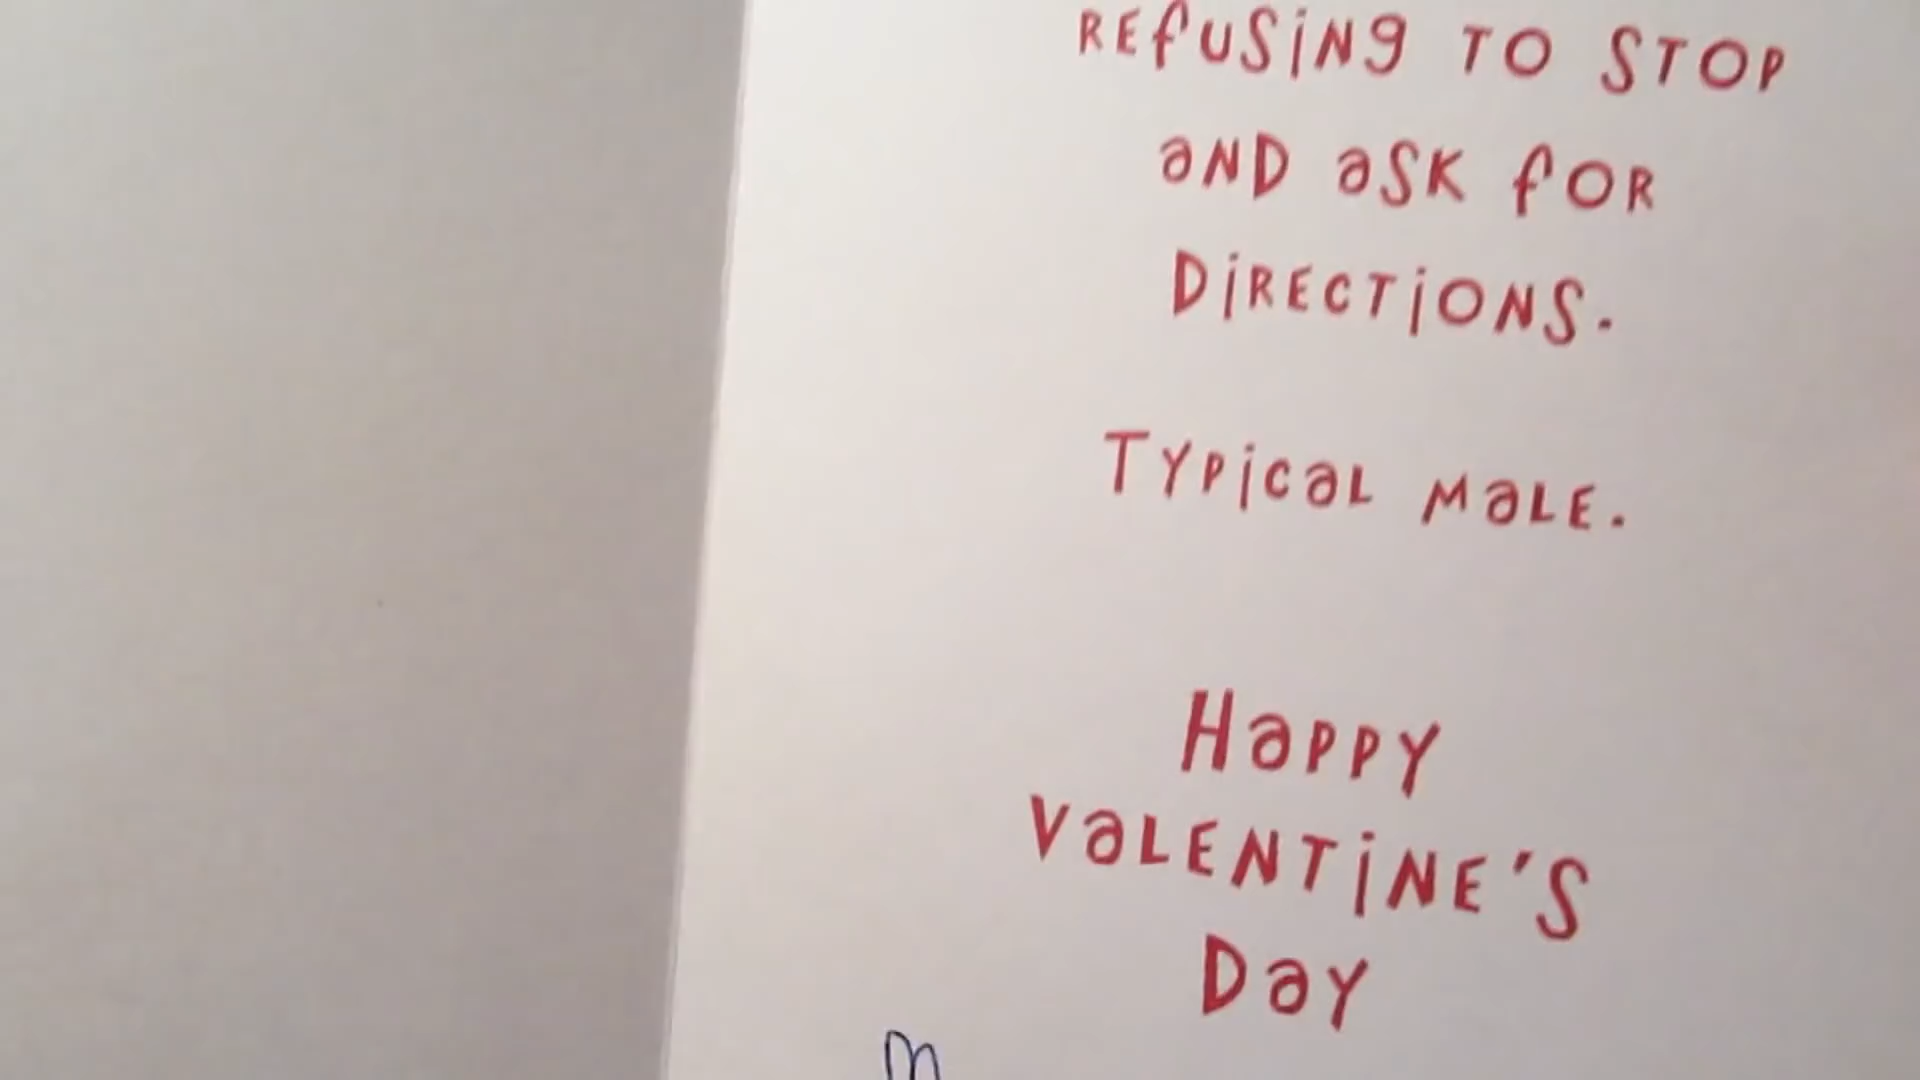 REFUSING TO STOP
AND ASK FOR
DIRECTIONS.
TYPICAL MALE.
HAPPY
VALENTINE'S
DAY